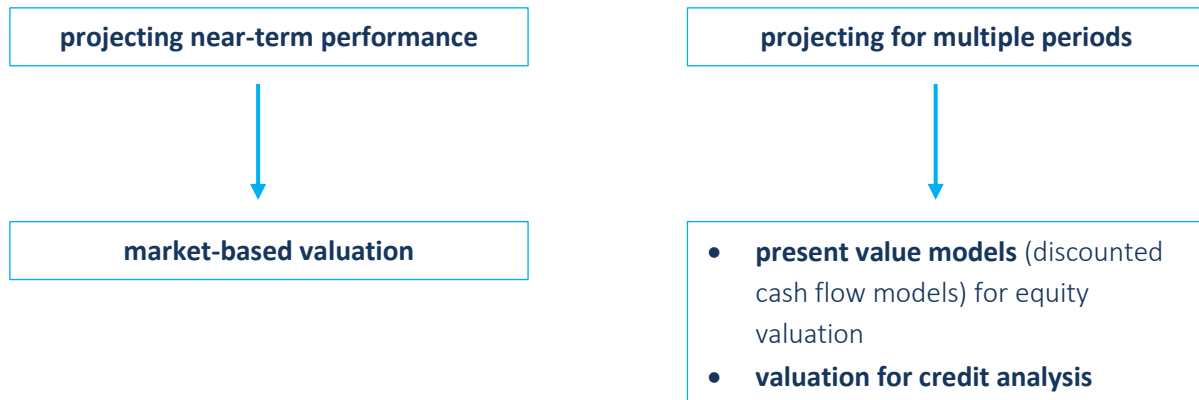 projecting near-term performance
projecting for multiple periods
market-based valuation
• present value models (discounted
cash flow models) for equity
valuation
• valuation for credit analysis